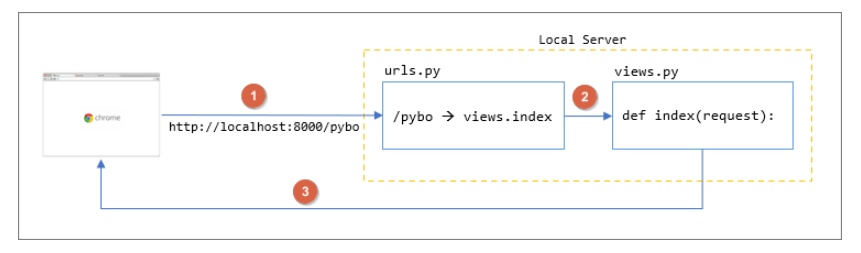 Local Server
urls.py
views.py
1
2
chrome
/pybo → views.index
def index(request):
http://localhost:8000/pybo
3